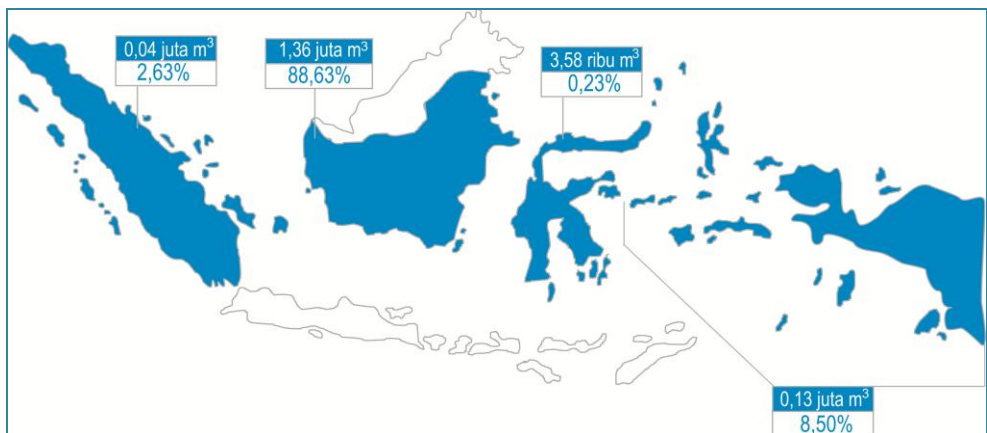 0,04 juta m³
2,63%
1,36 juta m³
88,63%
3,58 ribu m³
0,23%
0,13 juta m³
8,50%